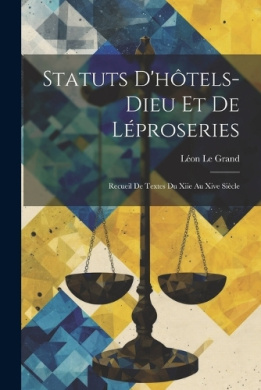 Statuts D'hôtels-
Dieu Et De
Léproseries
Léon Le Grand
Recueil De Textes Du Xiie Au Xive Siècle